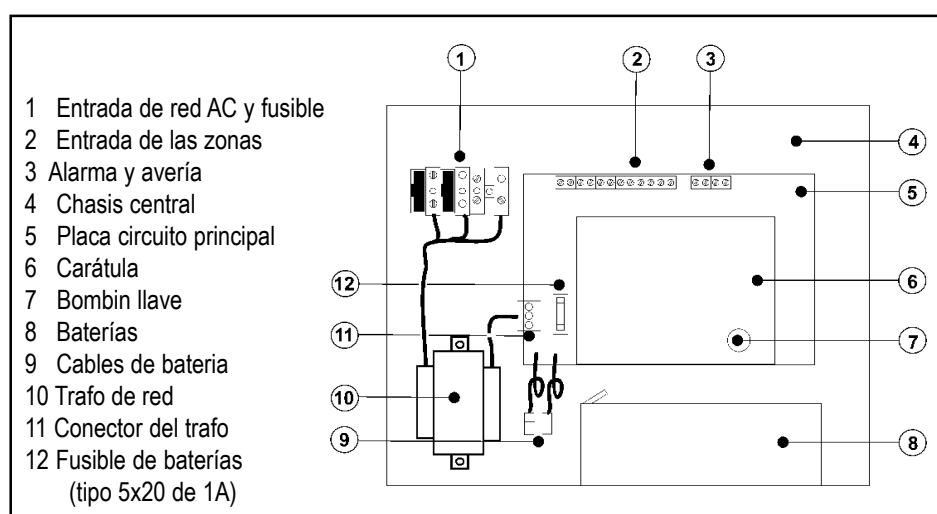 1 Entrada de red AC y fusible
2 Entrada de las zonas
3 Alarma y avería
4 Chasis central
5 Placa circuito principal
6 Carátula
7 Bombin llave
8 Baterías
9 Cables de bateria
10 Trafo de red
11 Conector del trafo
12 Fusible de baterías
(tipo 5x20 de 1A)
1
2
3
4
5
12
6
11
7
10
9
8